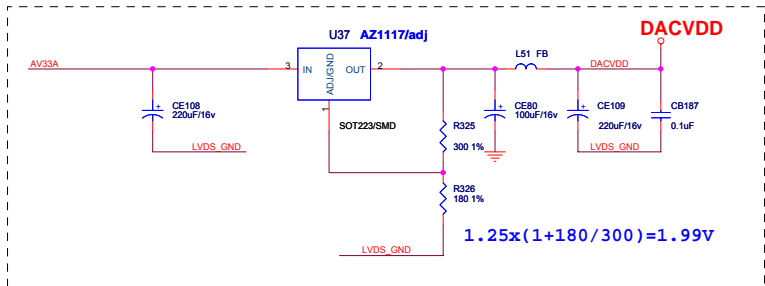 DACVDD
U37 AZ1117/adj
L51 FB
AV33A
3 IN OUT 2
DACVDD
ADJ/GND
1
CE108
220uF/16v
SOT223/SMD
R325
300 1%
CE80
100uF/16v
CE109
220uF/16v
CB187
0.1uF
LVDS_GND
LVDS_GND
R326
180 1%
1.25x(1+180/300)=1.99V
LVDS_GND